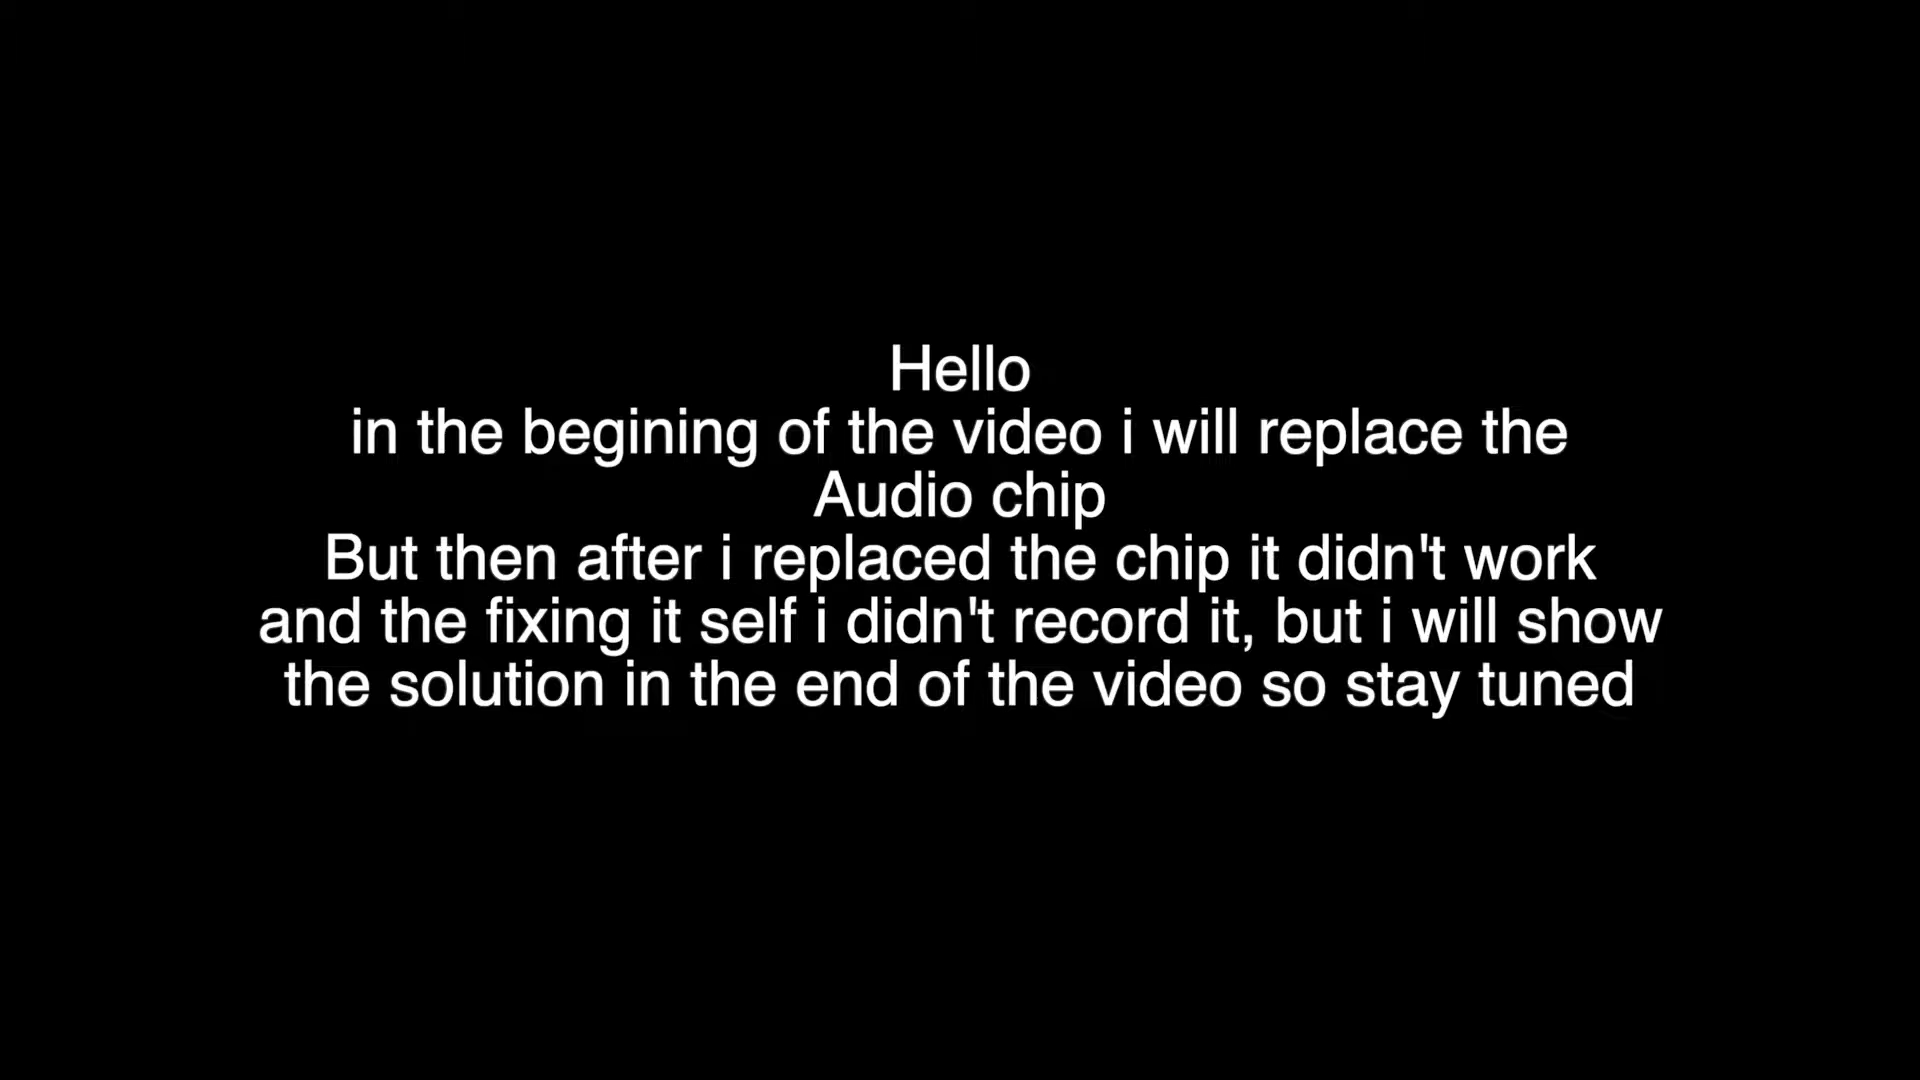 Hello
in the begining of the video i will replace the
Audio chip
But then after i replaced the chip it didn't work
and the fixing it self i didn't record it, but i will show
the solution in the end of the video so stay tuned